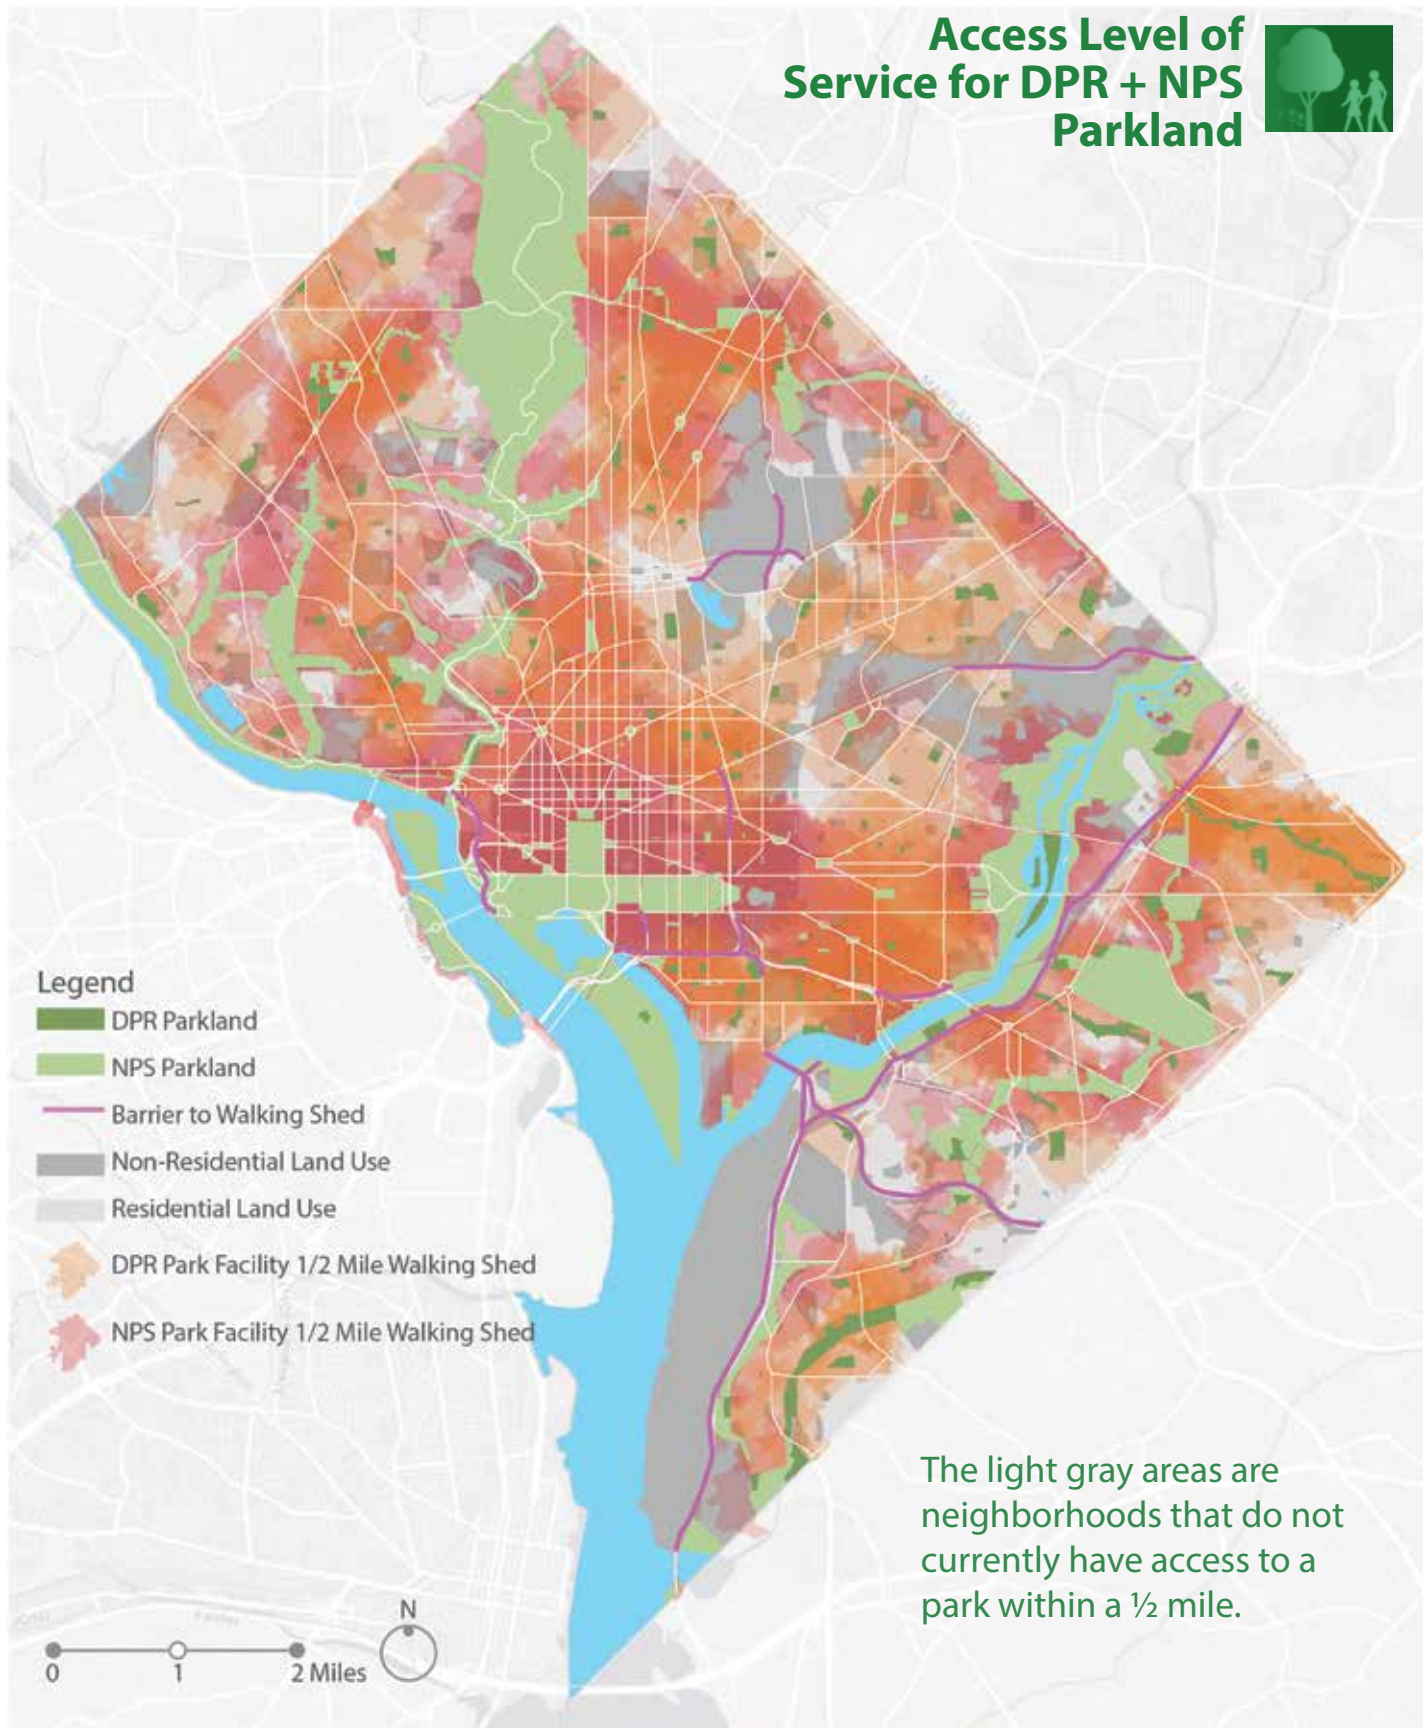 Access Level of
Service for DPR + NPS
Parkland
MARYLAND
Legend
DPR Parkland
NPS Parkland
Barrier to Walking Shed
Non-Residential Land Use
Residential Land Use
DPR Park Facility 1/2 Mile Walking Shed
NPS Park Facility 1/2 Mile Walking Shed
The light gray areas are
neighborhoods that do not
currently have access to a
park within a ½ mile.
N
0 1 2 Miles